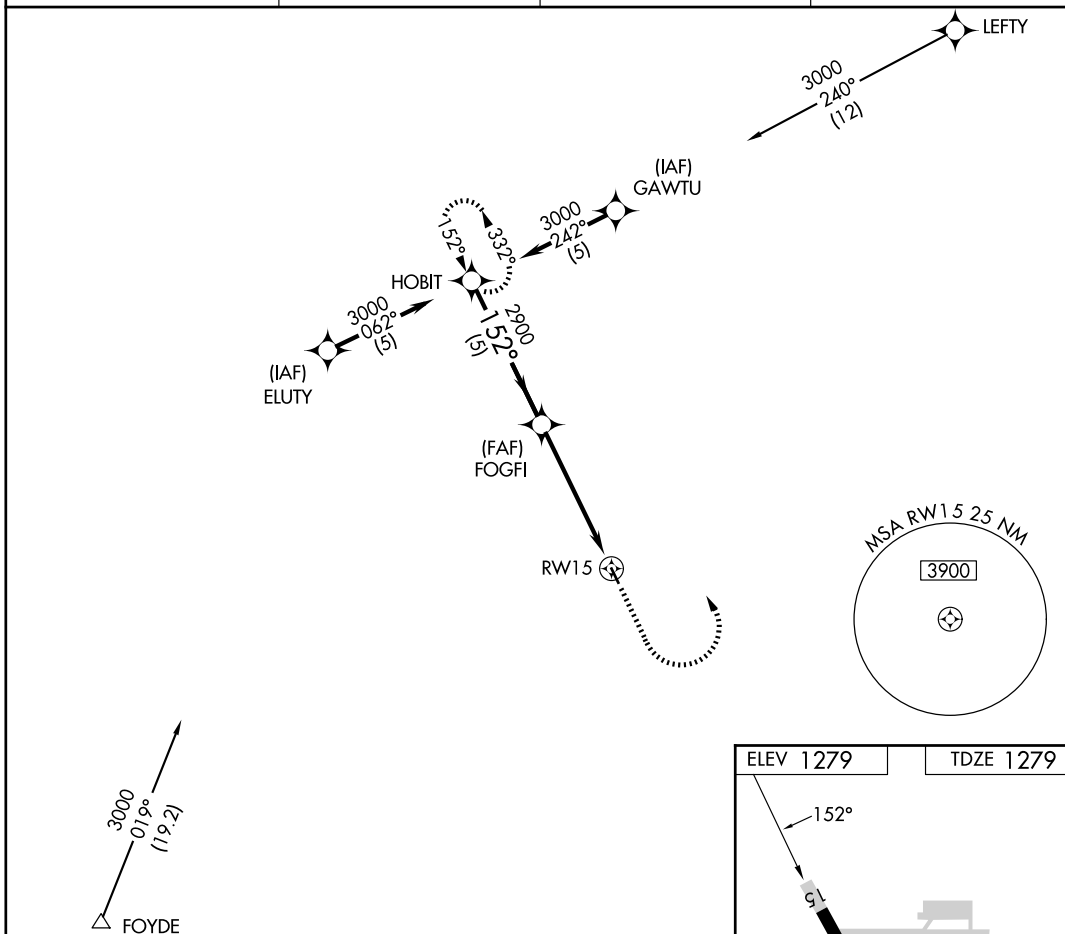 LEFTY
3000
240°
(12)
(IAF)
GAWTU
3000
242°
(5)
152°
332°
HOBIT
3000
062°
(5)
(IAF)
ELUTY
2900
152°
(5)
(FAF)
FOGFI
RW15
MSA RW15 25 NM
3900
3000
019°
(19.2)
FOYDE
ELEV 1279
TDZE 1279
152°
15